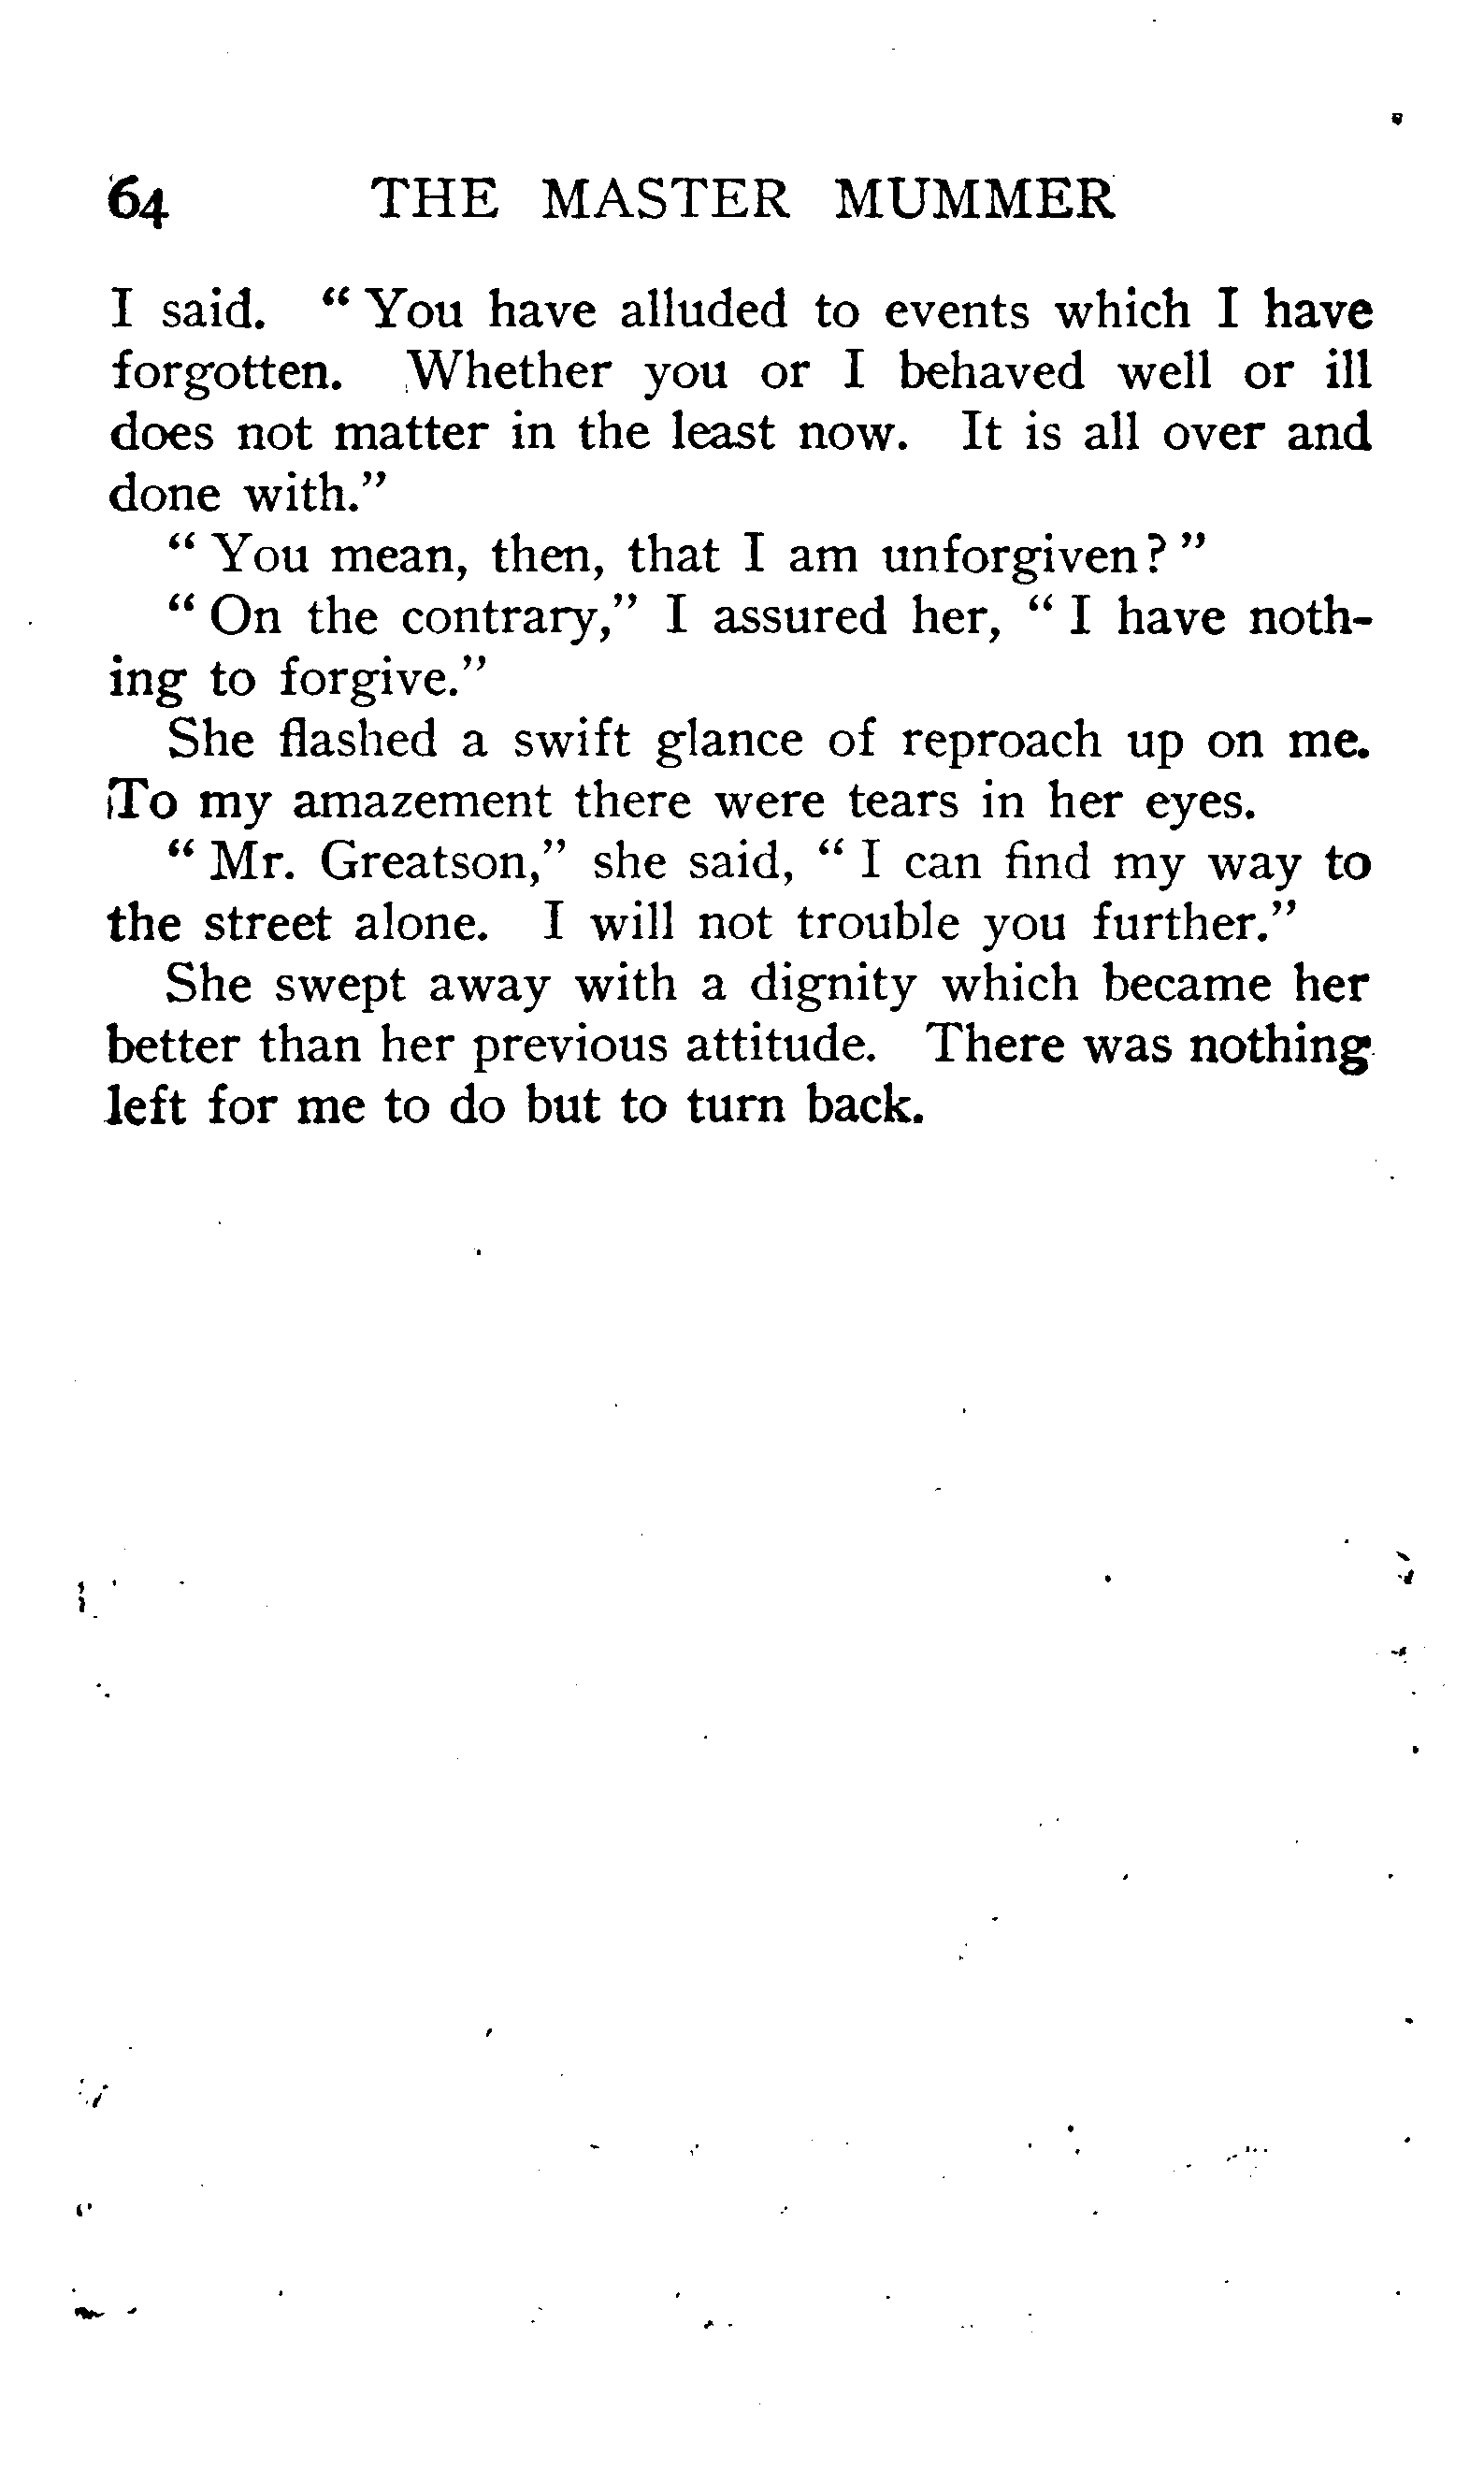 64 THE MASTER MUMMER
I said. “ You have alluded to events which I have
forgotten. Whether you or I behaved well or ill
does not matter in the least now. It is all over and
done with.”
“ You mean, then, that I am unforgiven ? ”
“ On the contrary,” I assured her, “ I have noth-
ing to forgive.”
She flashed a swift glance of reproach up on me.
To my amazement there were tears in her eyes.
“ Mr. Greatson,” she said, “ I can find my way to
the street alone. I will not trouble you further.”
She swept away with a dignity which became her
better than her previous attitude. There was nothing
left for me to do but to turn back.